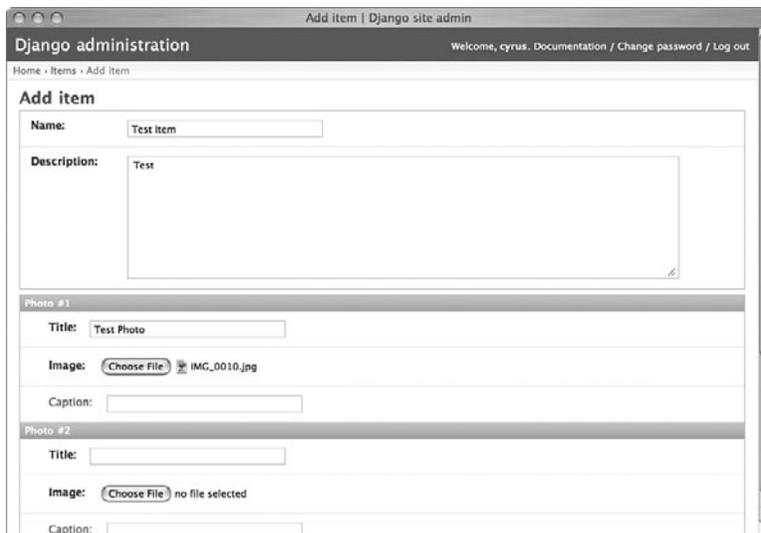 Add item | Django site admin
Django administration
Welcome, cyrus. Documentation / Change password / Log out
Home › Items › Add item
Add item
Name: Test Item
Description: Test
Photo #1
Title: Test Photo
Image: Choose File IMG_0010.jpg
Caption:
Photo #2
Title:
Image: Choose File no file selected
Caption: